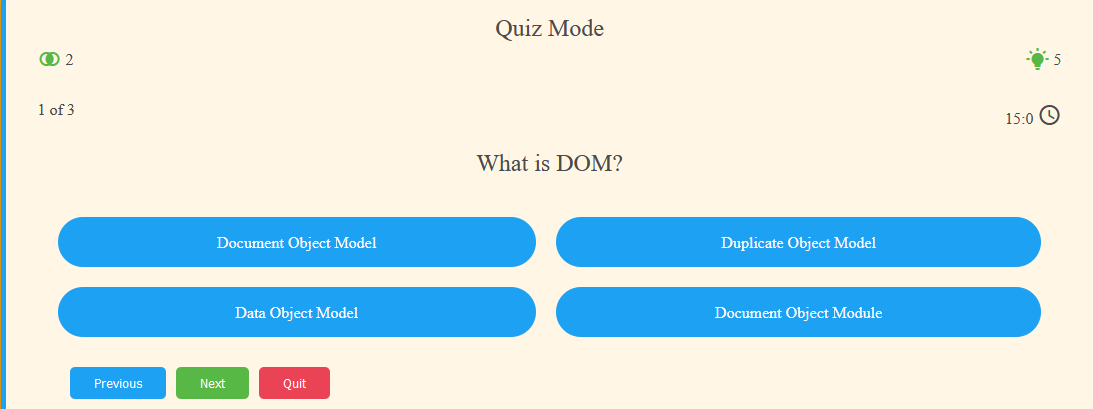 Quiz Mode
2
5
1 of 3
15:0
What is DOM?
Document Object Model
Duplicate Object Model
Data Object Model
Document Object Module
Previous
Next
Quit